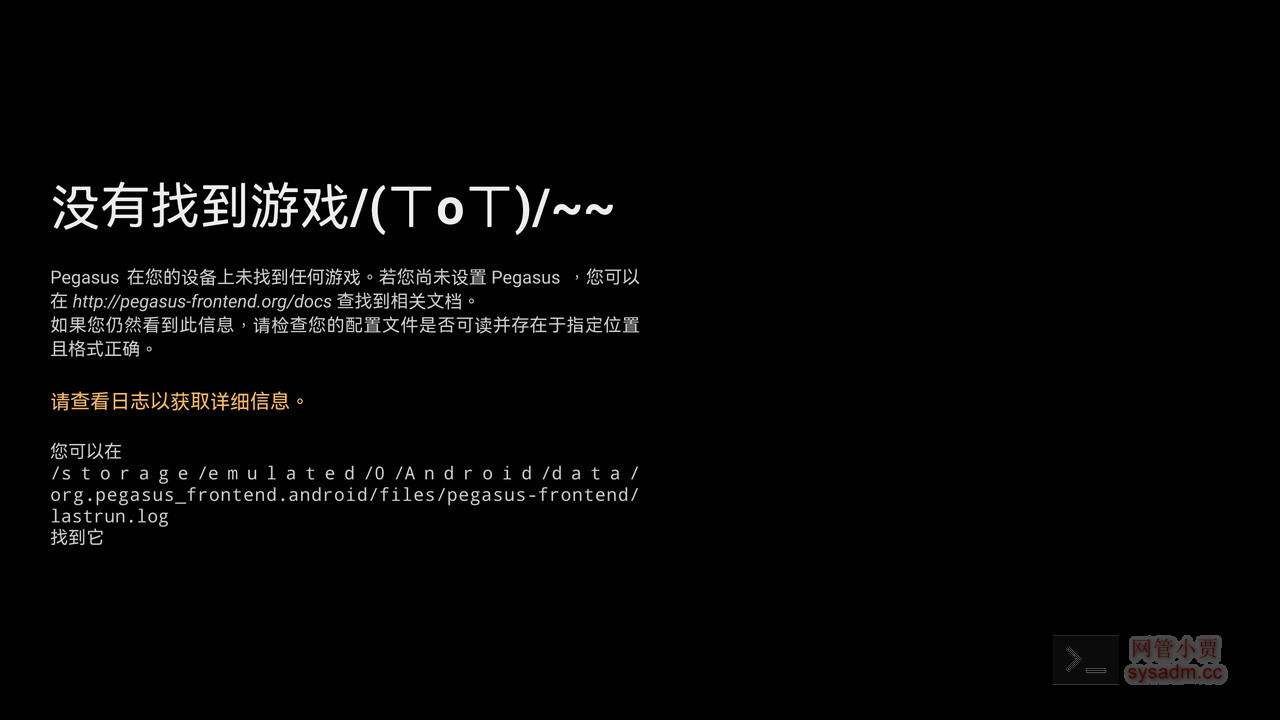 没有找到游戏/(ㄒoㄒ)/~~
Pegasus 在您的设备上未找到任何游戏。若您尚未设置 Pegasus ，您可以
在 http://pegasus-frontend.org/docs 查找到相关文档。
如果您仍然看到此信息，请检查您的配置文件是否可读并存在于指定位置
且格式正确。
请查看日志以获取详细信息。
您可以在
/storage/emulated/0/Android/data/
org.pegasus_frontend.android/files/pegasus-frontend/
lastrun.log
找到它
网管小贾
sysadm.cc